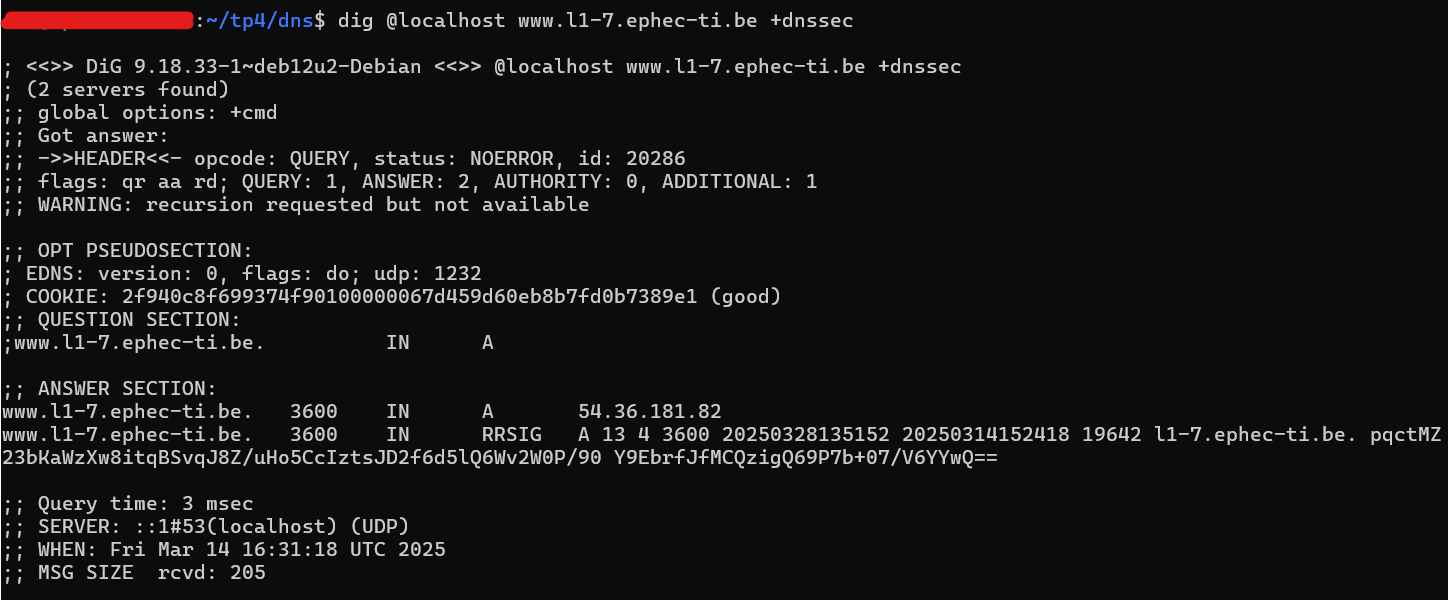 :~/tp4/dns$ dig @localhost www.l1-7.ephec-ti.be +dnssec
; <<>> DiG 9.18.33-1~deb12u2-Debian <<>> @localhost www.l1-7.ephec-ti.be +dnssec
; (2 servers found)
;; global options: +cmd
;; Got answer:
;; ->>HEADER<<- opcode: QUERY, status: NOERROR, id: 20286
;; flags: qr aa rd; QUERY: 1, ANSWER: 2, AUTHORITY: 0, ADDITIONAL: 1
;; WARNING: recursion requested but not available
;; OPT PSEUDOSECTION:
; EDNS: version: 0, flags: do; udp: 1232
; COOKIE: 2f940c8f699374f90100000067d459d60eb8b7fd0b7389e1 (good)
;; QUESTION SECTION:
;www.l1-7.ephec-ti.be. IN A
;; ANSWER SECTION:
www.l1-7.ephec-ti.be. 3600 IN A 54.36.181.82
www.l1-7.ephec-ti.be. 3600 IN RRSIG A 13 4 3600 20250328135152 20250314152418 19642 l1-7.ephec-ti.be. pqctMZ
23bKaWzXw8itqBSvqJ8Z/uHo5CcIztsJD2f6d5lQ6Wv2W0P/90 Y9EbrfJfMCQzigQ69P7b+07/V6YYwQ==
;; Query time: 3 msec
;; SERVER: ::1#53(localhost) (UDP)
;; WHEN: Fri Mar 14 16:31:18 UTC 2025
;; MSG SIZE rcvd: 205